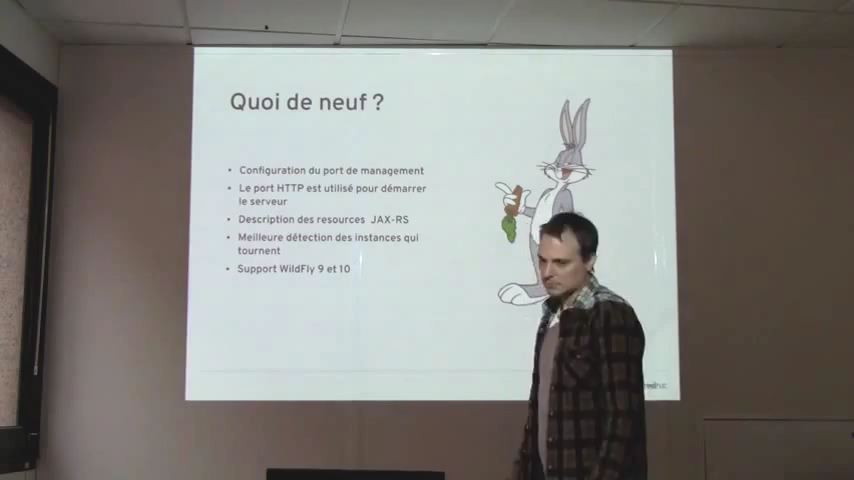 Quoi de neuf ?
• Configuration du port de management
• Le port HTTP est utilisé pour démarrer
le serveur
• Description des resources JAX-RS
• Meilleure détection des instances qui
tournent
• Support WildFly 9 et 10